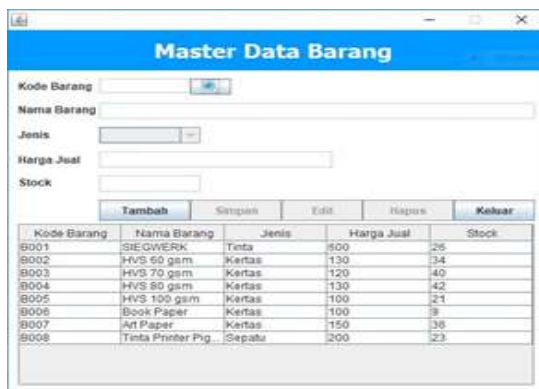 Master Data Barang
Kode Barang
Nama Barang
Jenis
Harga Jual
Stock
Tambah Simpan Edit Hapus Keluar
Kode Barang Nama Barang Jenis Harga Jual Stock
B001 SIEGWERK Tinta 600 26
B002 HVS 60 gsm Kertas 130 34
B003 HVS 70 gsm Kertas 120 40
B004 HVS 80 gsm Kertas 130 42
B005 HVS 100 gsm Kertas 100 21
B006 Book Paper Kertas 100 9
B007 Art Paper Kertas 150 36
B008 Tinta Printer Pig... Sepatu 200 23